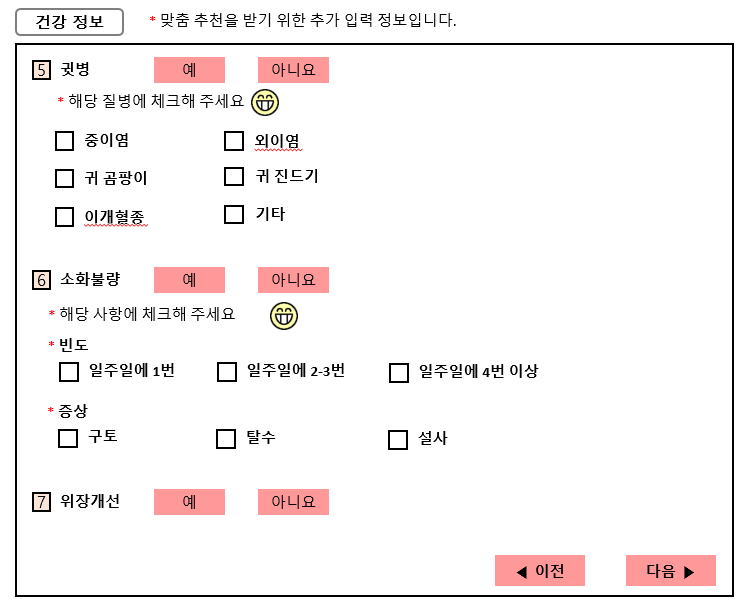 건강 정보 * 맞춤 추천을 받기 위한 추가 입력 정보입니다.
5 귓병 예 아니요
* 해당 질병에 체크해 주세요
중이염 외이염
귀 곰팡이 귀 진드기
이개혈종 기타
6 소화불량 예 아니요
* 해당 사항에 체크해 주세요
* 빈도
일주일에 1번 일주일에 2-3번 일주일에 4번 이상
* 증상
구토 탈수 설사
7 위장개선 예 아니요
◀ 이전 다음 ▶